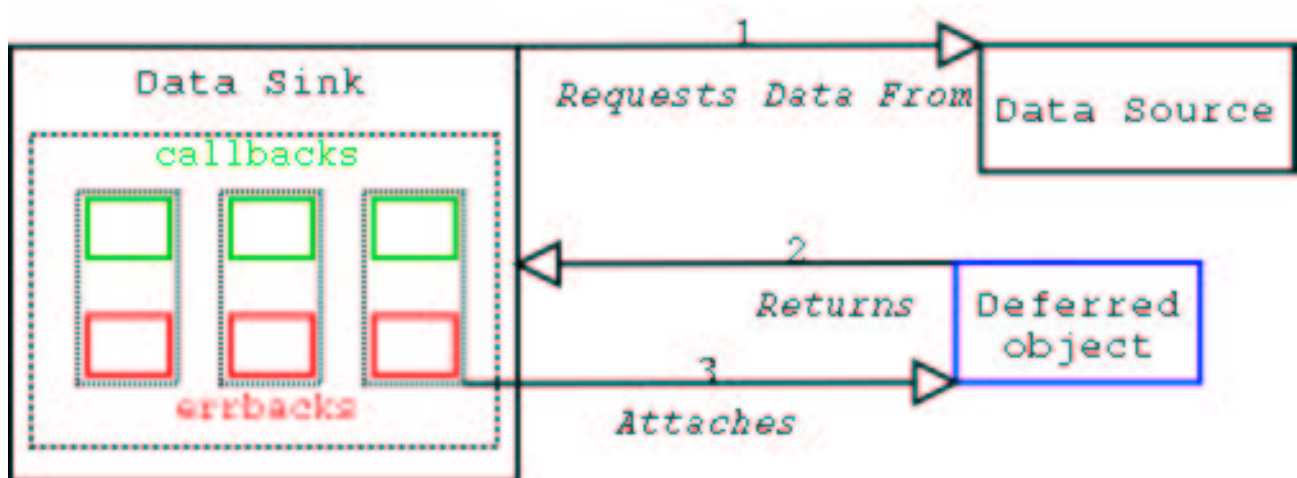 1
Data Sink
Requests Data From
Data Source
callbacks
2
Returns
Deferred
object
3
errbacks
Attaches